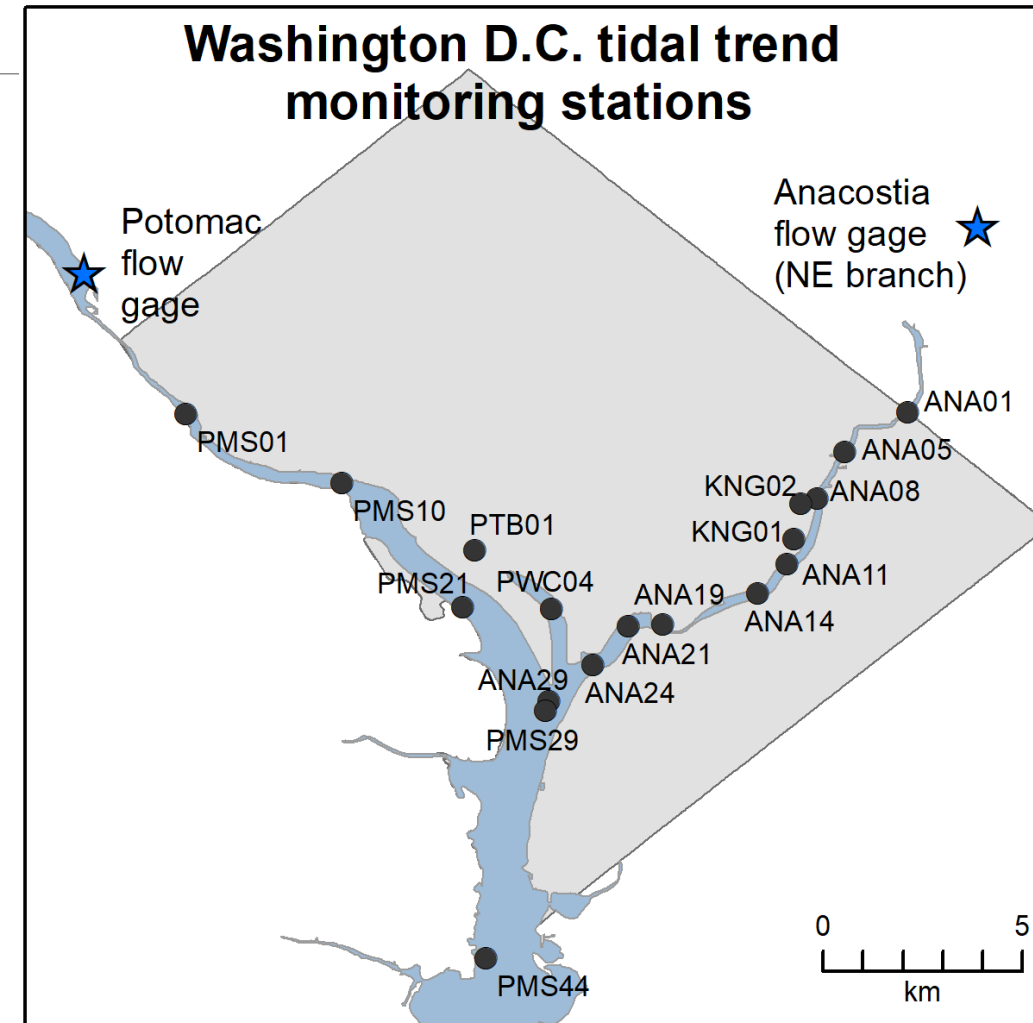 Washington D.C. tidal trend
monitoring stations
Potomac
flow
gage
Anacostia
flow gage
(NE branch)
ANA01
PMS01
ANA05
KNG02
ANA08
PMS10
PTB01
KNG01
ANA11
PMS21
PWC04
ANA19
ANA14
ANA21
ANA29
ANA24
PMS29
0
5
PMS44
km